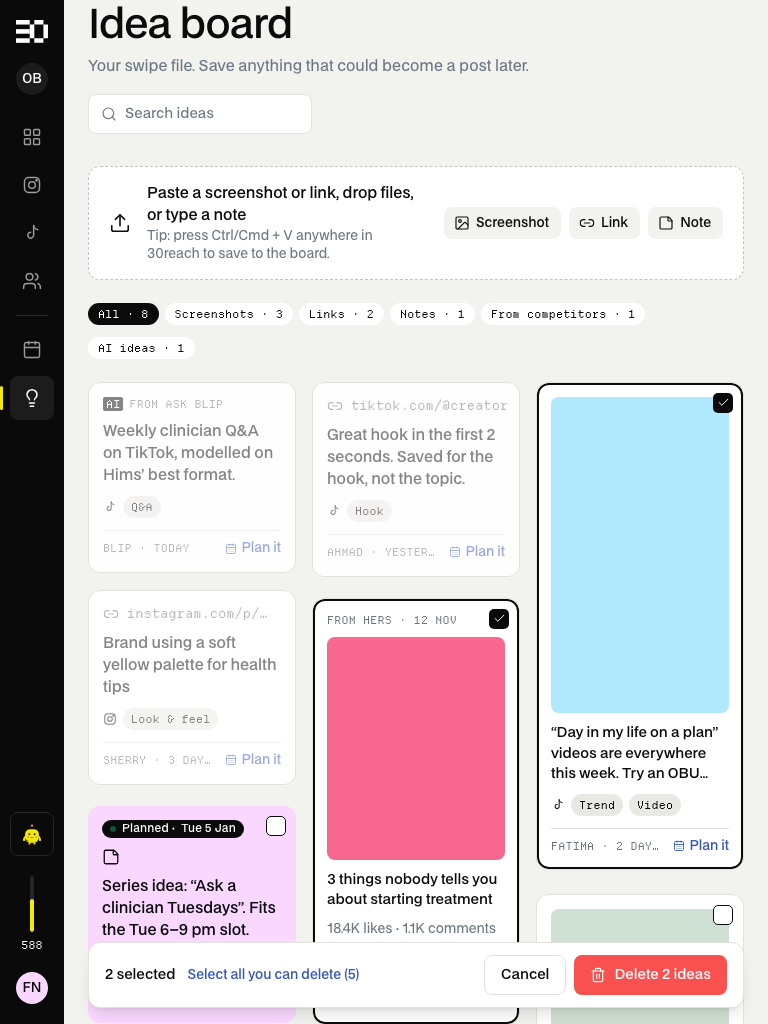 Idea board
OB
Your swipe file. Save anything that could become a post later.
Search ideas
Paste a screenshot or link, drop files,
or type a note
Tip: press Ctrl/Cmd + V anywhere in
30reach to save to the board.
Screenshot
Link
Note
All · 8
Screenshots · 3
Links · 2
Notes · 1
From competitors · 1
AI ideas · 1
AI FROM ASK BLIP
Weekly clinician Q&A
on TikTok, modelled on
Hims’ best format.
Q&A
BLIP · TODAY
Plan it
instagram.com/p/…
Brand using a soft
yellow palette for health
tips
Look & feel
SHERRY · 3 DAY…
Plan it
Planned · Tue 5 Jan
Series idea: “Ask a
clinician Tuesdays”. Fits
the Tue 6–9 pm slot.
tiktok.com/@creator
Great hook in the first 2
seconds. Saved for the
hook, not the topic.
Hook
AHMAD · YESTER…
Plan it
FROM HERS · 12 NOV
3 things nobody tells you
about starting treatment
18.4K likes · 1.1K comments
“Day in my life on a plan”
videos are everywhere
this week. Try an OBU…
Trend
Video
FATIMA · 2 DAY…
Plan it
588
FN
2 selected
Select all you can delete (5)
Cancel
Delete 2 ideas